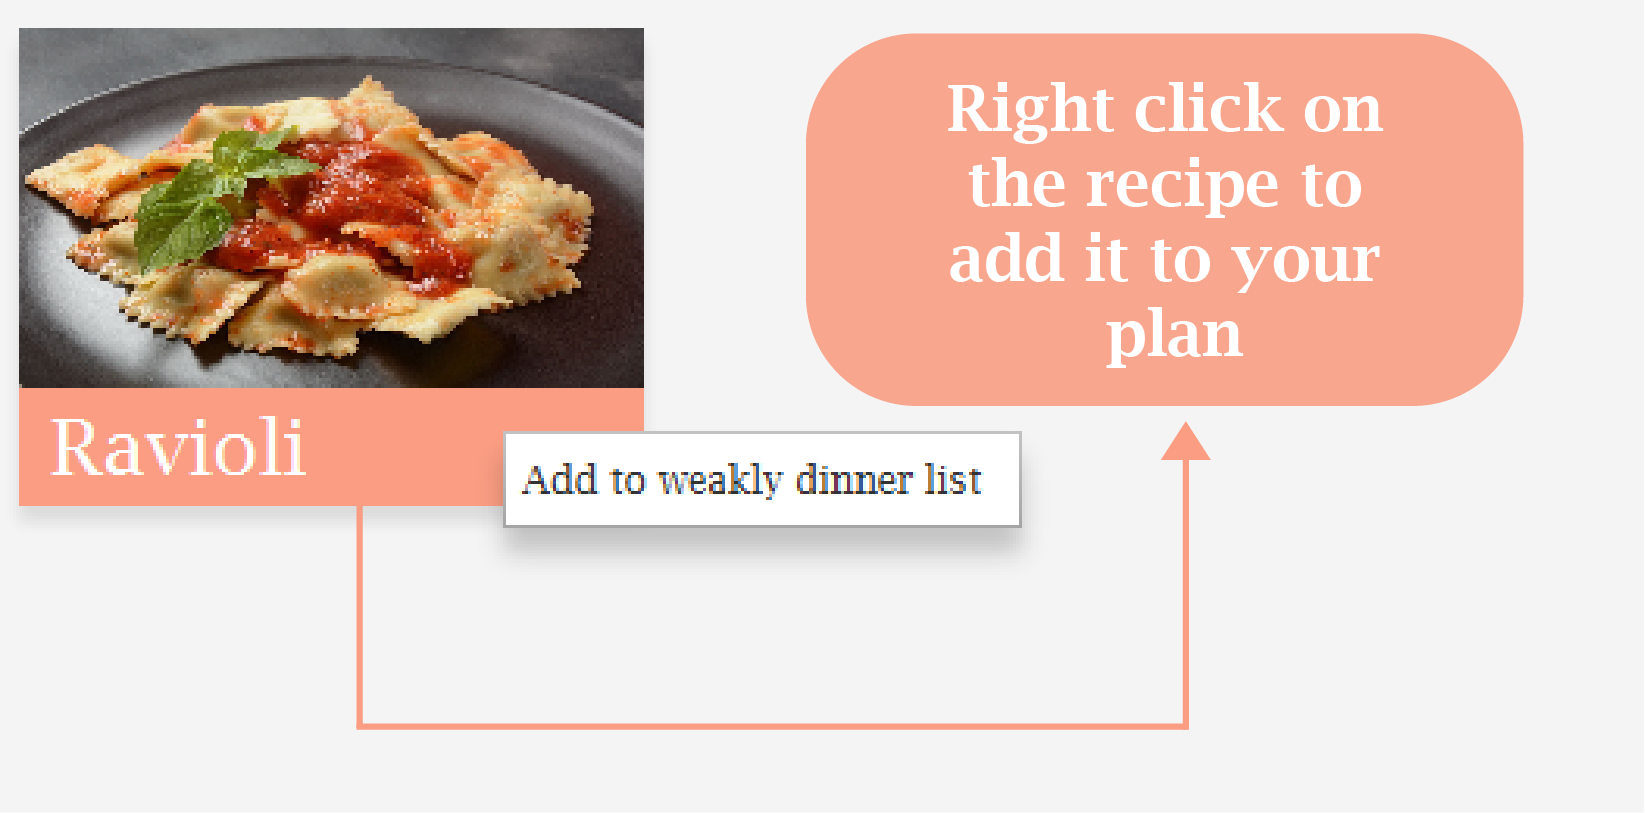 Ravioli
Add to weakly dinner list
Right click on
the recipe to
add it to your
plan